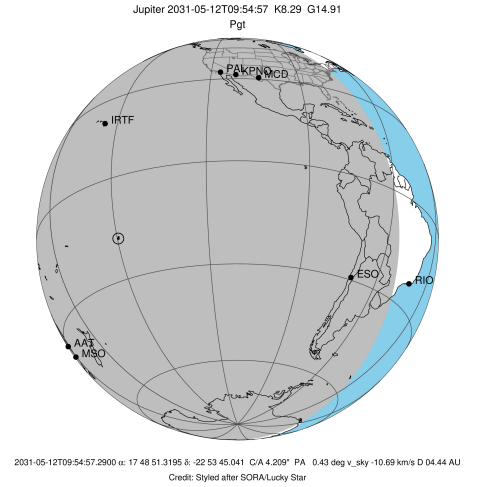 Jupiter 2031-05-12T09:54:57 K8.29 G14.91
Pgt
PAL KPNO MCD
IRTF
ESO
RIO
AAT
MSO
2031-05-12T09:54:57.2900 α: 17 48 51.3195 δ: -22 53 45.041 C/A 4.209" PA 0.43 deg v_sky -10.69 km/s D 04.44 AU
Credit: Styled after SORA/Lucky Star